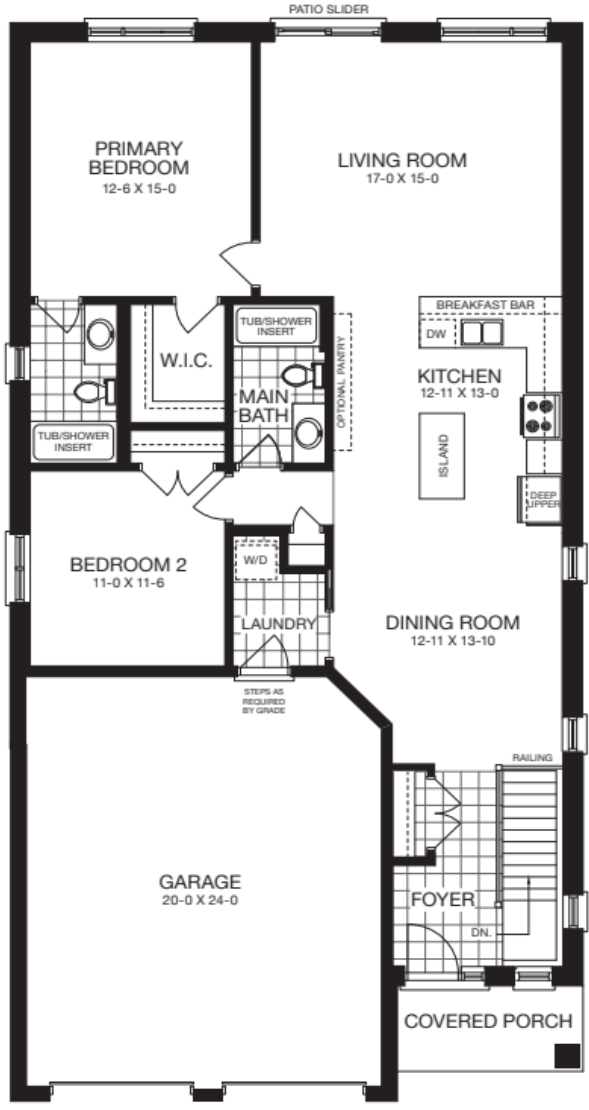 PATIO SLIDER
PRIMARY
BEDROOM
12-6 X 15-0
LIVING ROOM
17-0 X 15-0
BREAKFAST BAR
DW
TUB/SHOWER
INSERT
W.I.C.
OPTIONAL PANTRY
KITCHEN
12-11 X 13-0
MAIN
BATH
TUB/SHOWER
INSERT
ISLAND
DEEP
UPPER
W/D
BEDROOM 2
11-0 X 11-6
LAUNDRY
DINING ROOM
12-11 X 13-10
STEPS AS
REQUIRED
BY GRADE
RAILING
GARAGE
20-0 X 24-0
FOYER
DN.
COVERED PORCH